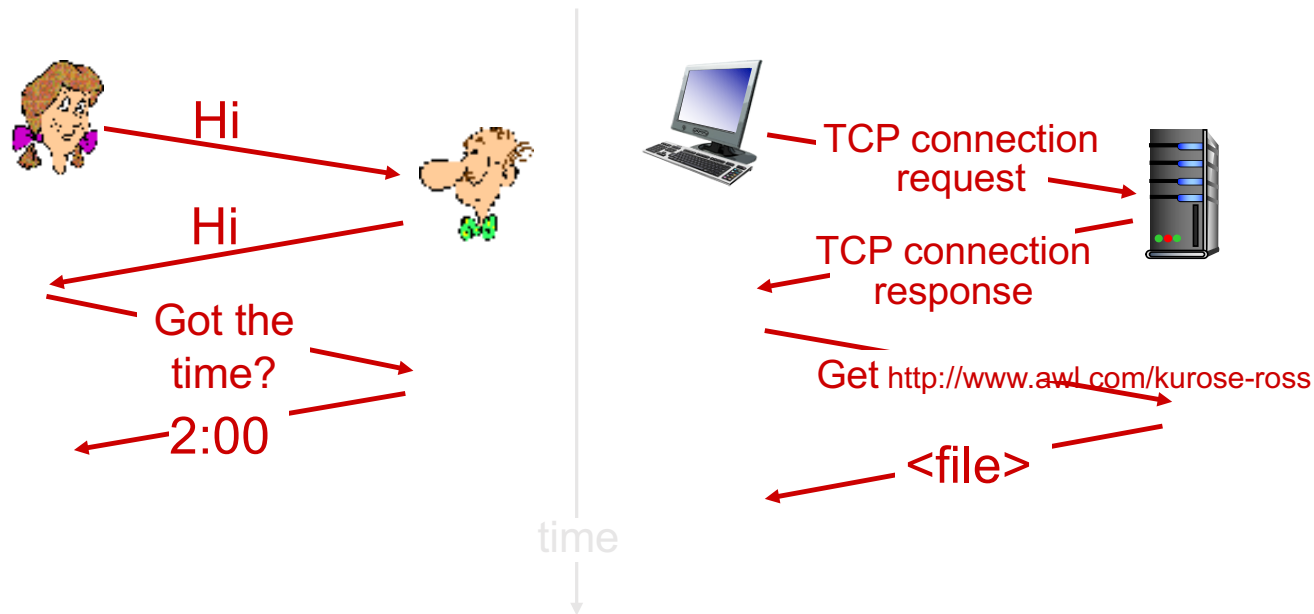 Hi
Hi
Got the
time?
2:00
time
TCP connection
request
TCP connection
response
Get http://www.awl.com/kurose-ross
<file>